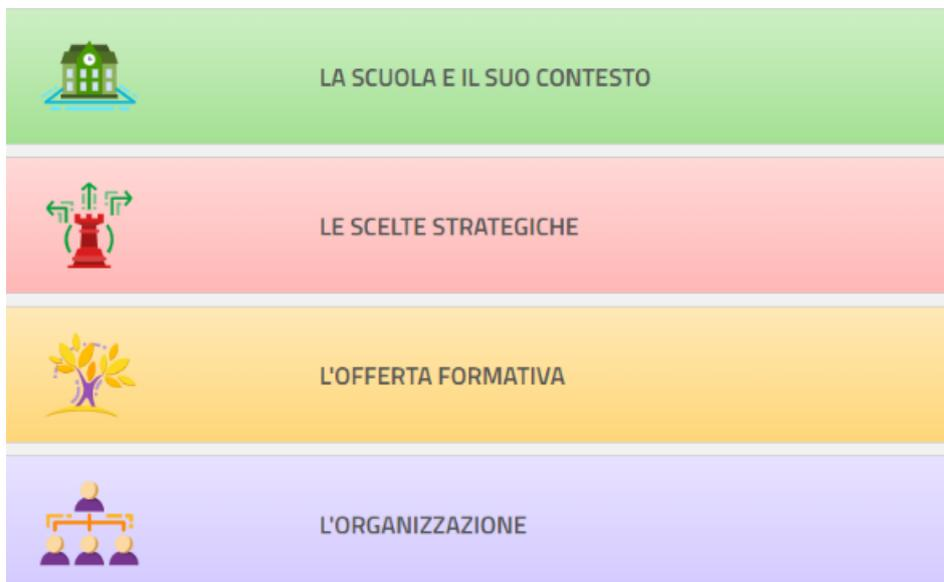 LA SCUOLA E IL SUO CONTESTO
LE SCELTE STRATEGICHE
L'OFFERTA FORMATIVA
L'ORGANIZZAZIONE